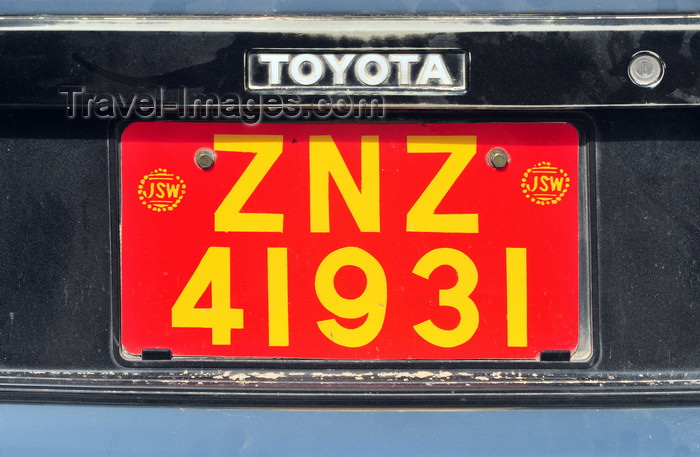 TOYOTA
Travel-Images.com
ZNZ
JSW JSW
41931